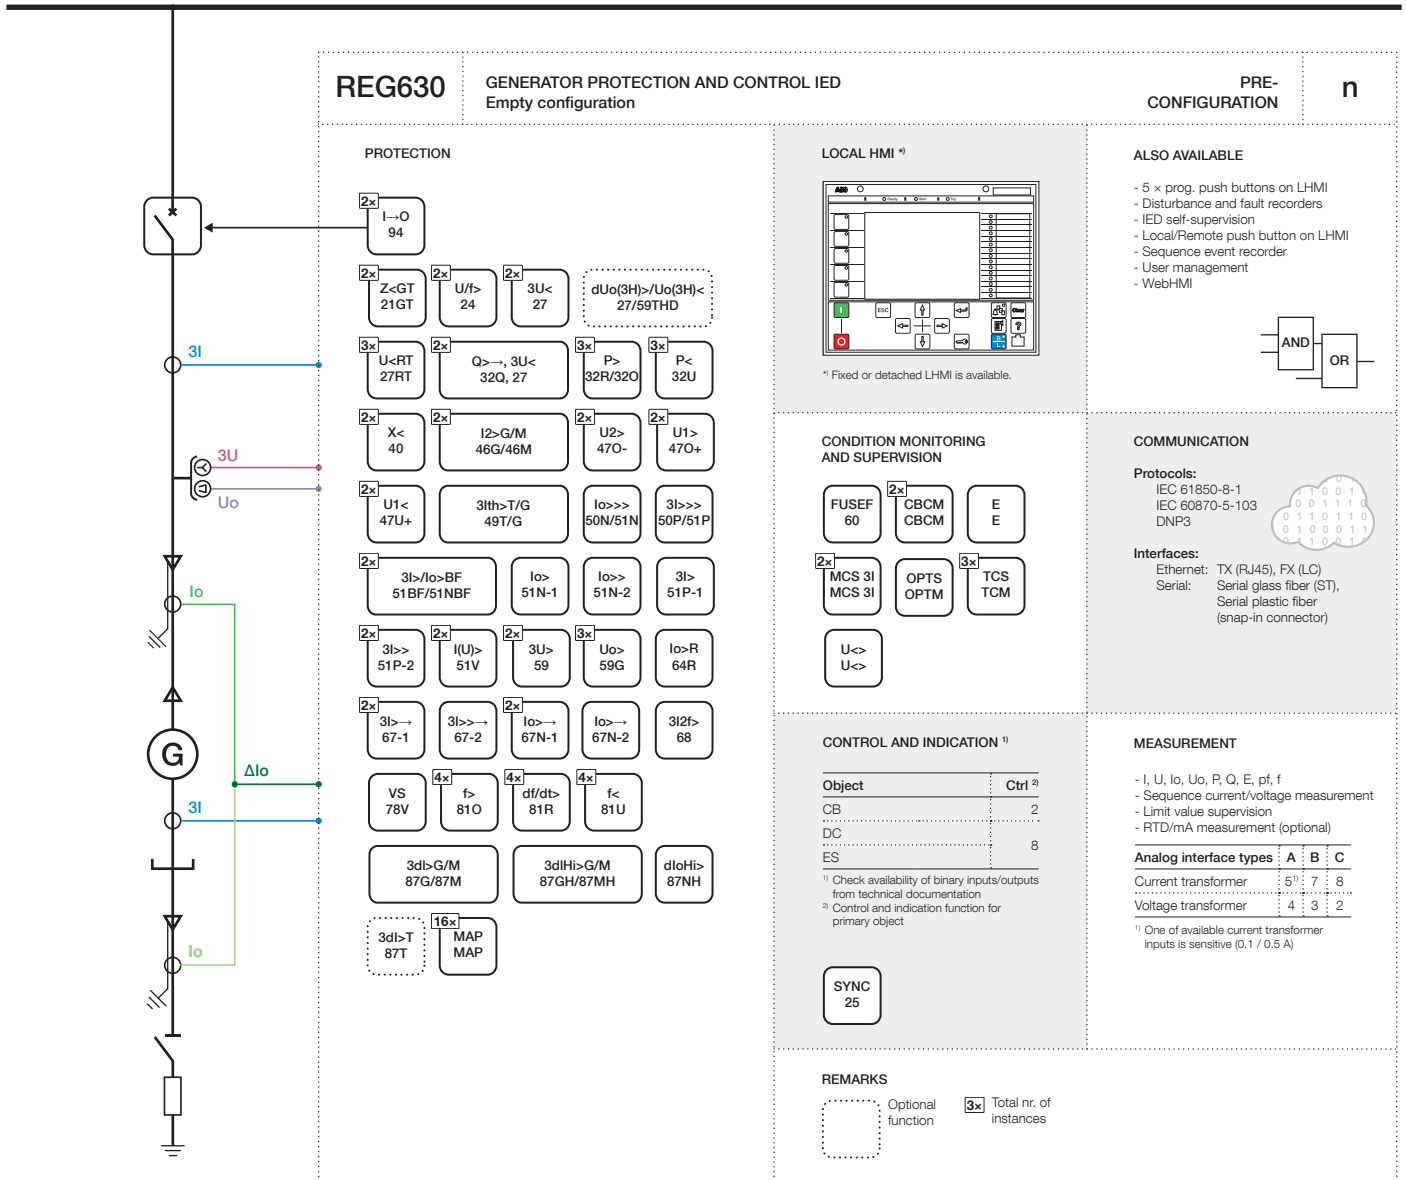 REG630
GENERATOR PROTECTION AND CONTROL IED
Empty configuration
PRE-
CONFIGURATION
n
PROTECTION
2×
I→O
94
2×
Z<GT
21GT
2×
U/f>
24
2×
3U<
27
dUo(3H)>/Uo(3H)<
27/59THD
3×
U<RT
27RT
2×
Q>→, 3U<
32Q, 27
3×
P>
32R/32O
3×
P<
32U
2×
X<
40
2×
I2>G/M
46G/46M
2×
U2>
47O-
2×
U1>
47O+
2×
U1<
47U+
3Ith>T/G
49T/G
Io>>>
50N/51N
3I>>>
50P/51P
2×
3I>/Io>BF
51BF/51NBF
Io>
51N-1
Io>>
51N-2
3I>
51P-1
2×
3I>>
51P-2
2×
I(U)>
51V
2×
3U>
59
3×
Uo>
59G
Io>R
64R
2×
3I>→
67-1
3I>>→
67-2
2×
Io>→
67N-1
Io>→
67N-2
3I2f>
68
VS
78V
4×
f>
81O
4×
df/dt>
81R
4×
f<
81U
3dI>G/M
87G/87M
3dIHi>G/M
87GH/87MH
dIoHi>
87NH
3dI>T
87T
16×
MAP
MAP
3I
3U
Uo
Io
G
ΔIo
3I
Io
LOCAL HMI *)
ABB
Ready
Start
Trip
ESC
Clear
I
O
?
R
L
*) Fixed or detached LHMI is available.
ALSO AVAILABLE
- 5 × prog. push buttons on LHMI
- Disturbance and fault recorders
- IED self-supervision
- Local/Remote push button on LHMI
- Sequence event recorder
- User management
- WebHMI
AND
OR
CONDITION MONITORING
AND SUPERVISION
FUSEF
60
2×
CBCM
CBCM
E
E
2×
MCS 3I
MCS 3I
OPTS
OPTM
3×
TCS
TCM
U<>
U<>
COMMUNICATION
Protocols:
IEC 61850-8-1
IEC 60870-5-103
DNP3
Interfaces:
Ethernet: TX (RJ45), FX (LC)
Serial: Serial glass fiber (ST),
Serial plastic fiber
(snap-in connector)
CONTROL AND INDICATION 1)
Object Ctrl 2)
CB 2
DC
8
ES
1) Check availability of binary inputs/outputs
from technical documentation
2) Control and indication function for
primary object
SYNC
25
MEASUREMENT
- I, U, Io, Uo, P, Q, E, pf, f
- Sequence current/voltage measurement
- Limit value supervision
- RTD/mA measurement (optional)
Analog interface types A B C
Current transformer 5 1) 7 8
Voltage transformer 4 3 2
1) One of available current transformer
inputs is sensitive (0.1 / 0.5 A)
REMARKS
Optional
function
3×
Total nr. of
instances